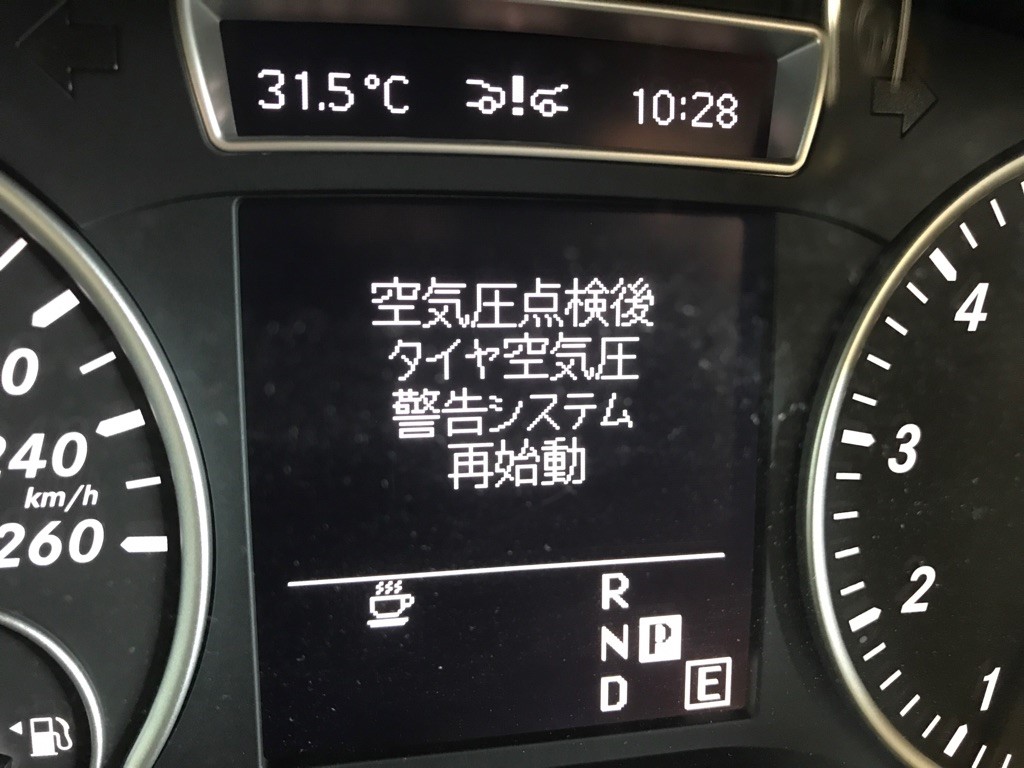 31.5℃ 10:28
空気圧点検後
タイヤ空気圧
警告システム
再始動
R
N P
D E
0
240
km/h
260
4
3
2
1